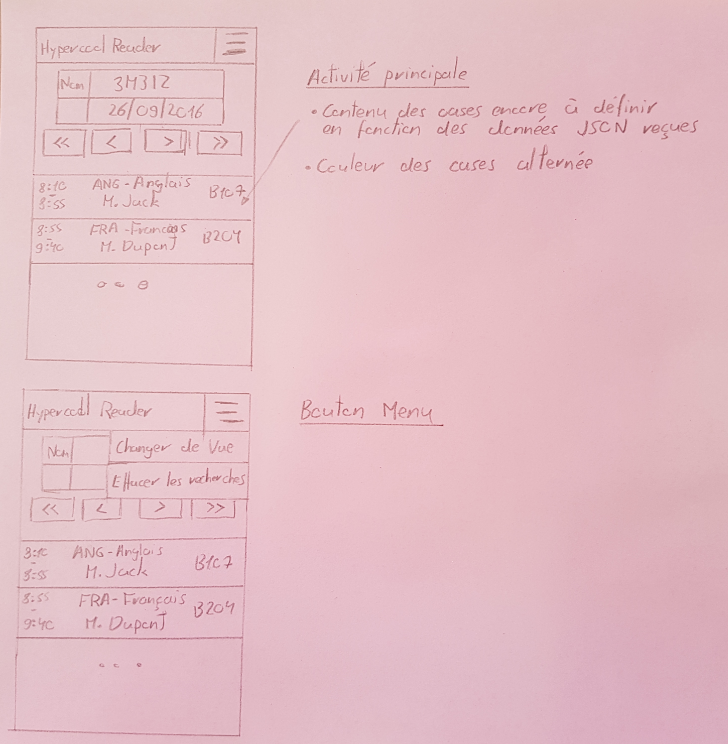 Hypercool Reader
Nom 3M3I2
26/09/2016
<< < > >>
8:10 - 8:55 ANG-Anglais B107
M. Jack
8:55 - 9:40 FRA-Français B204
M. Dupont
Activité principale
• Contenu des cases encore à définir
en fonction des données JSON reçues
• Couleur des cases alternée
Hypercool Reader
Nom Changer de Vue
Effacer les recherches
<< < > >>
8:10 - 8:55 ANG-Anglais B107
M. Jack
8:55 - 9:40 FRA-Français B204
M. Dupont
Bouton Menu